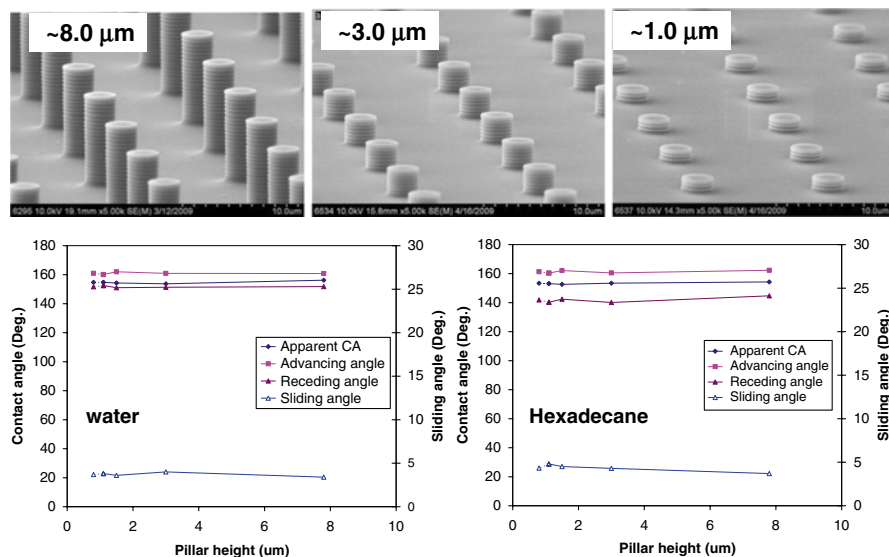 ~8.0 µm
~3.0 µm
~1.0 µm
6295 10.0kV 19.1mm x5.00k SE(M) 3/12/2009 10.0um
6534 10.0kV 15.8mm x5.00k SE(M) 4/16/2009 10.0um
6537 10.0kV 14.3mm x5.00k SE(M) 4/16/2009 10.0um
Contact angle (Deg.)
180
160
140
120
100
80
60
40
20
0
Apparent CA
Advancing angle
Receding angle
Sliding angle
water
30
25
20
15
10
5
0
Sliding angle (Deg.)
0 2 4 6 8 10
Pillar height (um)
Contact angle (Deg.)
180
160
140
120
100
80
60
40
20
0
Apparent CA
Advancing angle
Receding angle
Sliding angle
Hexadecane
30
25
20
15
10
5
0
Sliding angle (Deg.)
0 2 4 6 8 10
Pillar height (um)